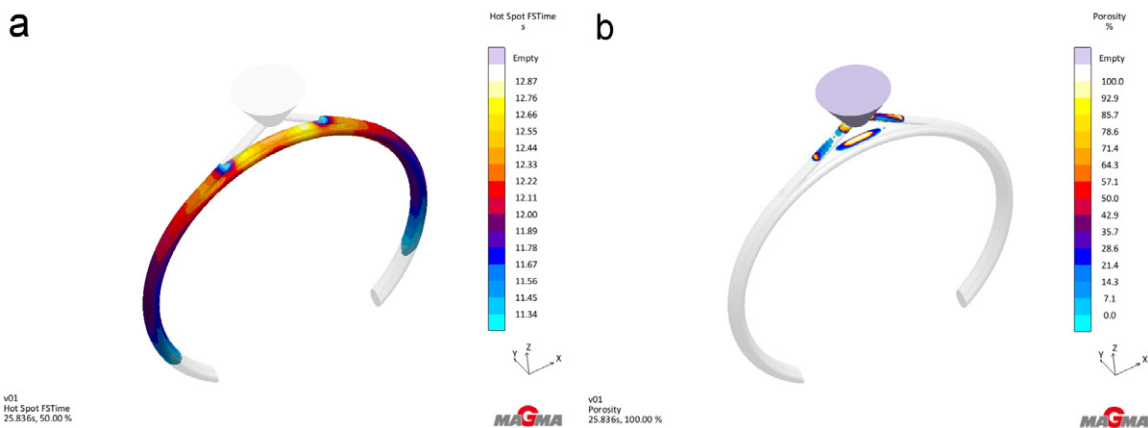 a
Hot Spot FSTime
s
Empty
12.87
12.76
12.66
12.55
12.44
12.33
12.22
12.11
12.00
11.89
11.78
11.67
11.56
11.45
11.34
Z
Y
X
v01
Hot Spot FSTime
25.836s, 50.00 %
MAGMA
b
Porosity
%
Empty
100.0
92.9
85.7
78.6
71.4
64.3
57.1
50.0
42.9
35.7
28.6
21.4
14.3
7.1
0.0
Z
Y
X
v01
Porosity
25.836s, 100.00 %
MAGMA